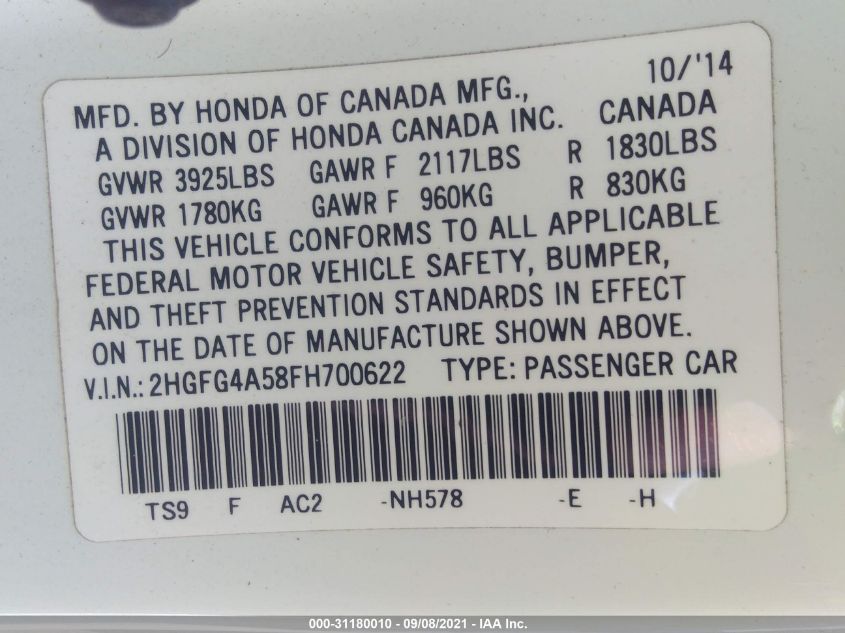 10/'14
MFD. BY HONDA OF CANADA MFG.,
A DIVISION OF HONDA CANADA INC. CANADA
GVWR 3925LBS GAWR F 2117LBS R 1830LBS
GVWR 1780KG GAWR F 960KG R 830KG
THIS VEHICLE CONFORMS TO ALL APPLICABLE
FEDERAL MOTOR VEHICLE SAFETY, BUMPER,
AND THEFT PREVENTION STANDARDS IN EFFECT
ON THE DATE OF MANUFACTURE SHOWN ABOVE.
V.I.N.: 2HGFG4A58FH700622 TYPE: PASSENGER CAR
TS9 F AC2 -NH578 -E -H
000-31180010 - 09/08/2021 - IAA Inc.